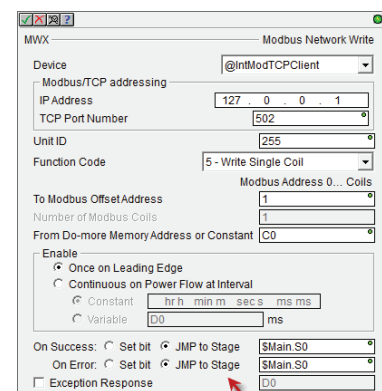 MWX Modbus Network Write
Device @IntModTCPClient
Modbus/TCP addressing
IP Address 127 . 0 . 0 . 1
TCP Port Number 502
Unit ID 255
Function Code 5 - Write Single Coil
Modbus Address 0... Coils
To Modbus Offset Address 1
Number of Modbus Coils 1
From Do-more Memory Address or Constant C0
Enable
Once on Leading Edge
Continuous on Power Flow at Interval
Constant hr h min m sec s ms ms
Variable D0 ms
On Success: Set bit JMP to Stage $Main.S0
On Error: Set bit JMP to Stage $Main.S0
Exception Response D0